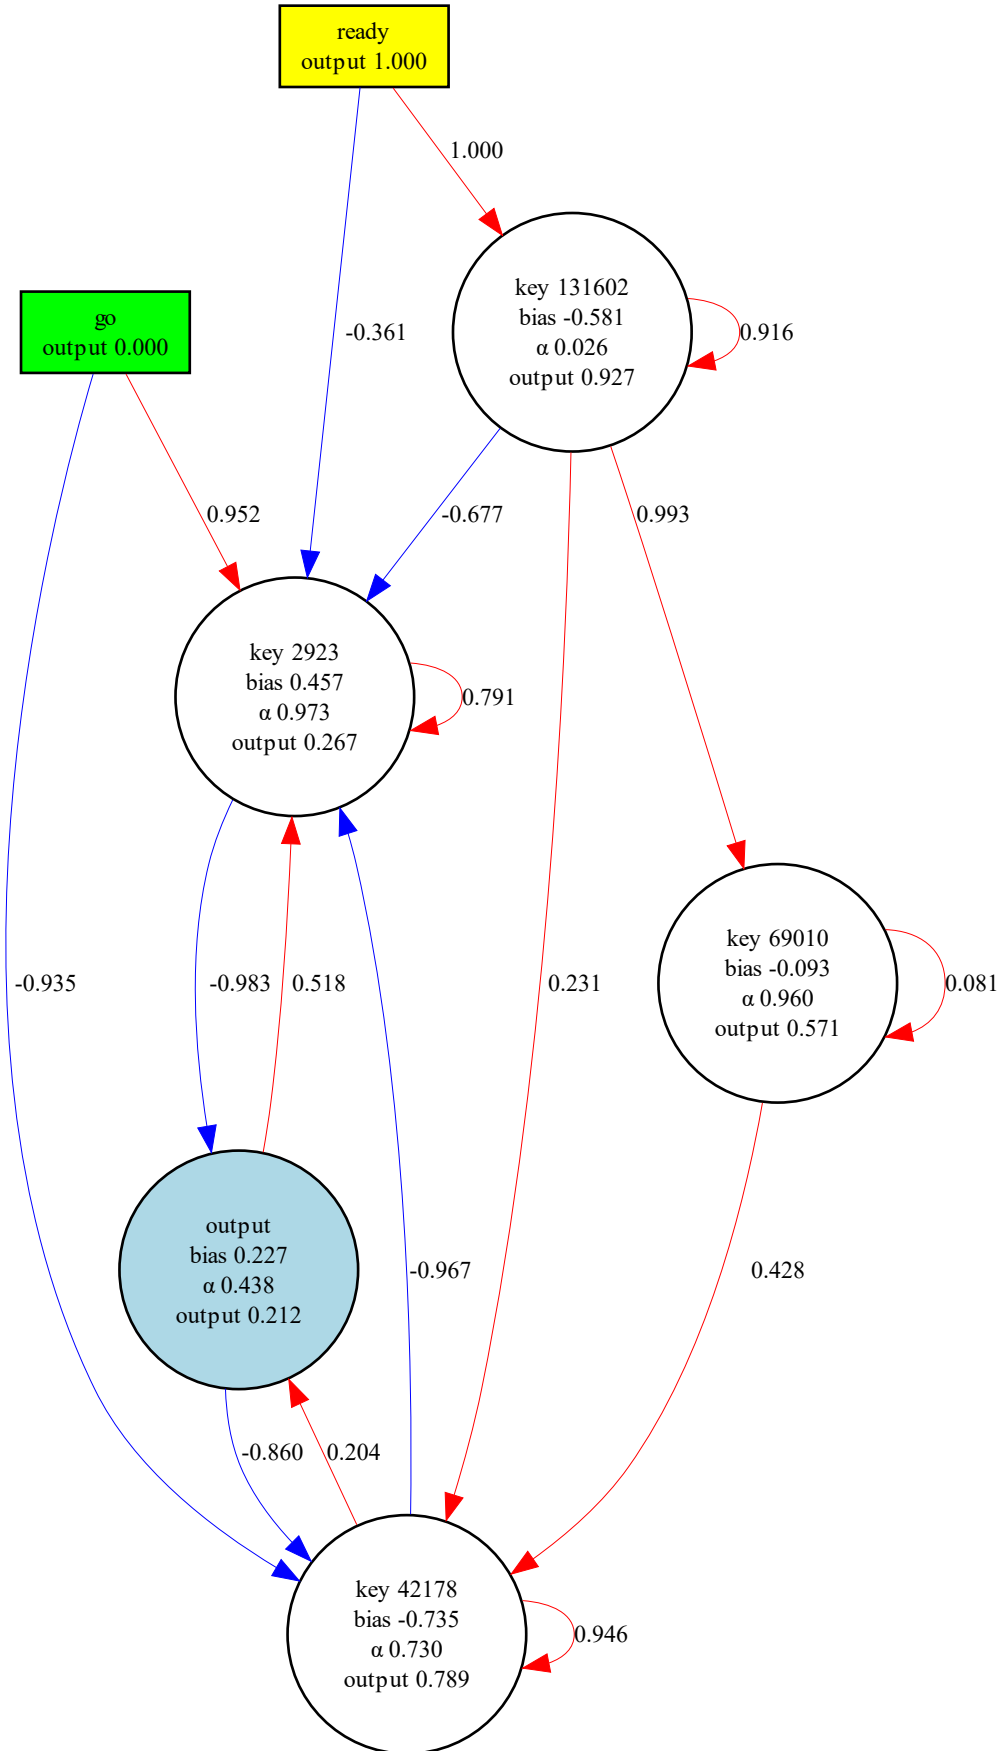 ready
output 1.000
1.000
key 131602
bias -0.581
α 0.026
output 0.927
0.916
go
output 0.000
-0.361
0.952
-0.677
0.993
key 2923
bias 0.457
α 0.973
output 0.267
0.791
key 69010
bias -0.093
α 0.960
output 0.571
0.081
-0.935
-0.983
0.518
0.231
output
bias 0.227
α 0.438
output 0.212
-0.967
0.428
-0.860
0.204
key 42178
bias -0.735
α 0.730
output 0.789
0.946